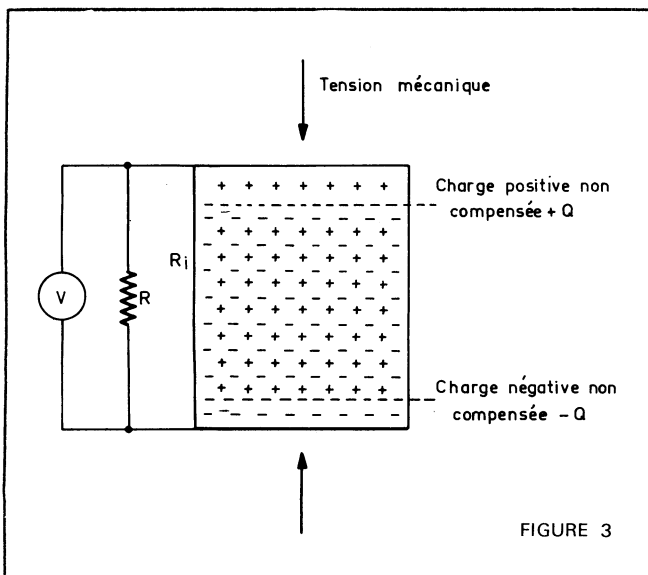 Tension mécanique
Charge positive non
compensée + Q
+ + + + + + +
- - - - - - - -
+ + + + + + +
- - - - - - - -
+ + + + + + +
- - - - - - - -
+ + + + + + +
- - - - - - - -
+ + + + + + +
- - - - - - - -
+ + + + + + +
- - - - - - - -
+ + + + + + +
- - - - - - - -
+ + + + + + +
- - - - - - - -
Ri
V
R
Charge négative non
compensée - Q
FIGURE 3